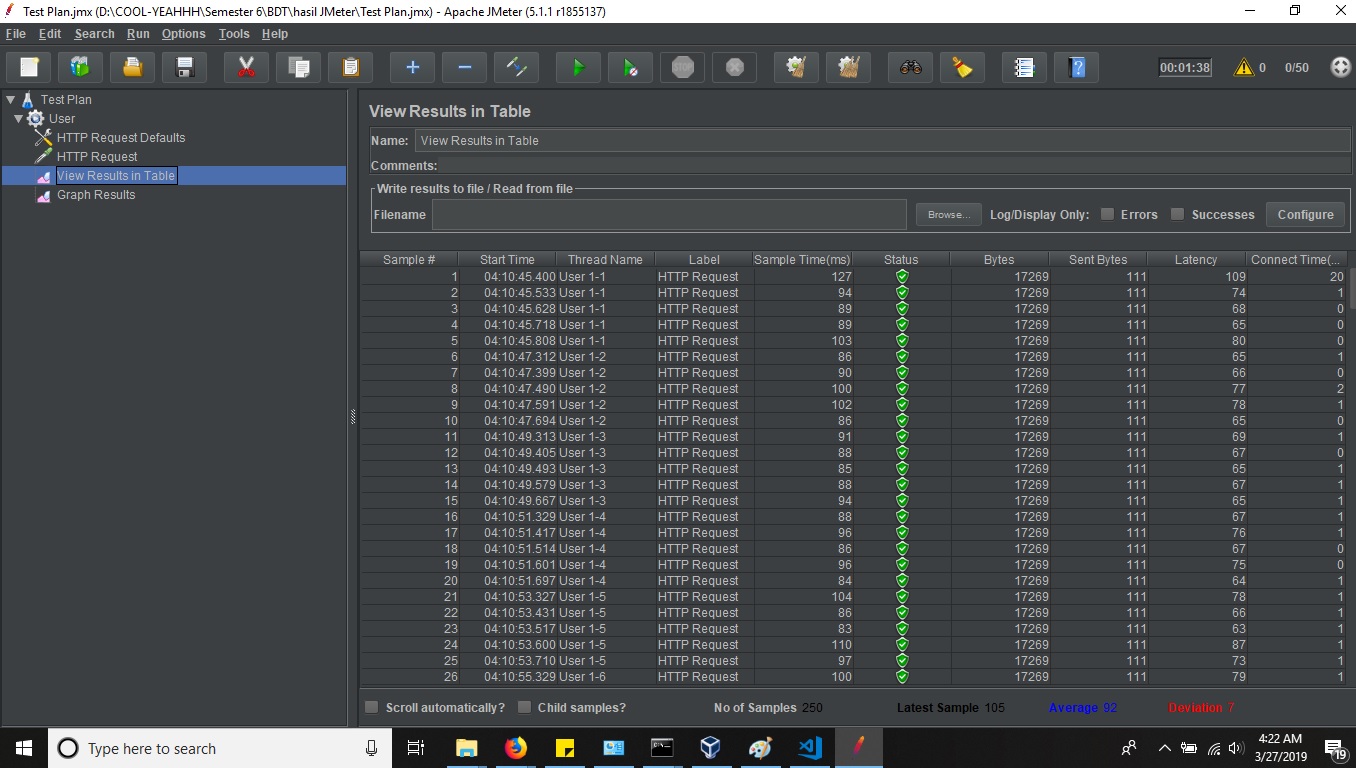 Test Plan.jmx (D:\COOL-YEAHHH\Semester 6\BDT\hasil JMeter\Test Plan.jmx) - Apache JMeter (5.1.1 r1855137)
File Edit Search Run Options Tools Help
00:01:38 0 0/50
Test Plan
User
HTTP Request Defaults
HTTP Request
View Results in Table
Graph Results
View Results in Table
Name: View Results in Table
Comments:
Write results to file / Read from file
Filename Browse... Log/Display Only: Errors Successes Configure
Sample # Start Time Thread Name Label Sample Time(ms) Status Bytes Sent Bytes Latency Connect Time(...
1 04:10:45.400 User 1-1 HTTP Request 127 17269 111 109 20
2 04:10:45.533 User 1-1 HTTP Request 94 17269 111 74 1
3 04:10:45.628 User 1-1 HTTP Request 89 17269 111 68 0
4 04:10:45.718 User 1-1 HTTP Request 89 17269 111 65 0
5 04:10:45.808 User 1-1 HTTP Request 103 17269 111 80 0
6 04:10:47.312 User 1-2 HTTP Request 86 17269 111 65 1
7 04:10:47.399 User 1-2 HTTP Request 90 17269 111 66 0
8 04:10:47.490 User 1-2 HTTP Request 100 17269 111 77 2
9 04:10:47.591 User 1-2 HTTP Request 102 17269 111 78 1
10 04:10:47.694 User 1-2 HTTP Request 86 17269 111 65 0
11 04:10:49.313 User 1-3 HTTP Request 91 17269 111 69 1
12 04:10:49.405 User 1-3 HTTP Request 88 17269 111 67 0
13 04:10:49.493 User 1-3 HTTP Request 85 17269 111 65 1
14 04:10:49.579 User 1-3 HTTP Request 88 17269 111 67 1
15 04:10:49.667 User 1-3 HTTP Request 94 17269 111 65 1
16 04:10:51.329 User 1-4 HTTP Request 88 17269 111 67 1
17 04:10:51.417 User 1-4 HTTP Request 96 17269 111 76 1
18 04:10:51.514 User 1-4 HTTP Request 86 17269 111 67 0
19 04:10:51.601 User 1-4 HTTP Request 96 17269 111 75 0
20 04:10:51.697 User 1-4 HTTP Request 84 17269 111 64 1
21 04:10:53.327 User 1-5 HTTP Request 104 17269 111 78 1
22 04:10:53.431 User 1-5 HTTP Request 86 17269 111 66 1
23 04:10:53.517 User 1-5 HTTP Request 83 17269 111 63 1
24 04:10:53.600 User 1-5 HTTP Request 110 17269 111 87 1
25 04:10:53.710 User 1-5 HTTP Request 97 17269 111 73 1
26 04:10:55.329 User 1-6 HTTP Request 100 17269 111 79 1
Scroll automatically? Child samples? No of Samples 250 Latest Sample 105 Average 92 Deviation 7
Type here to search
4:22 AM
3/27/2019
19